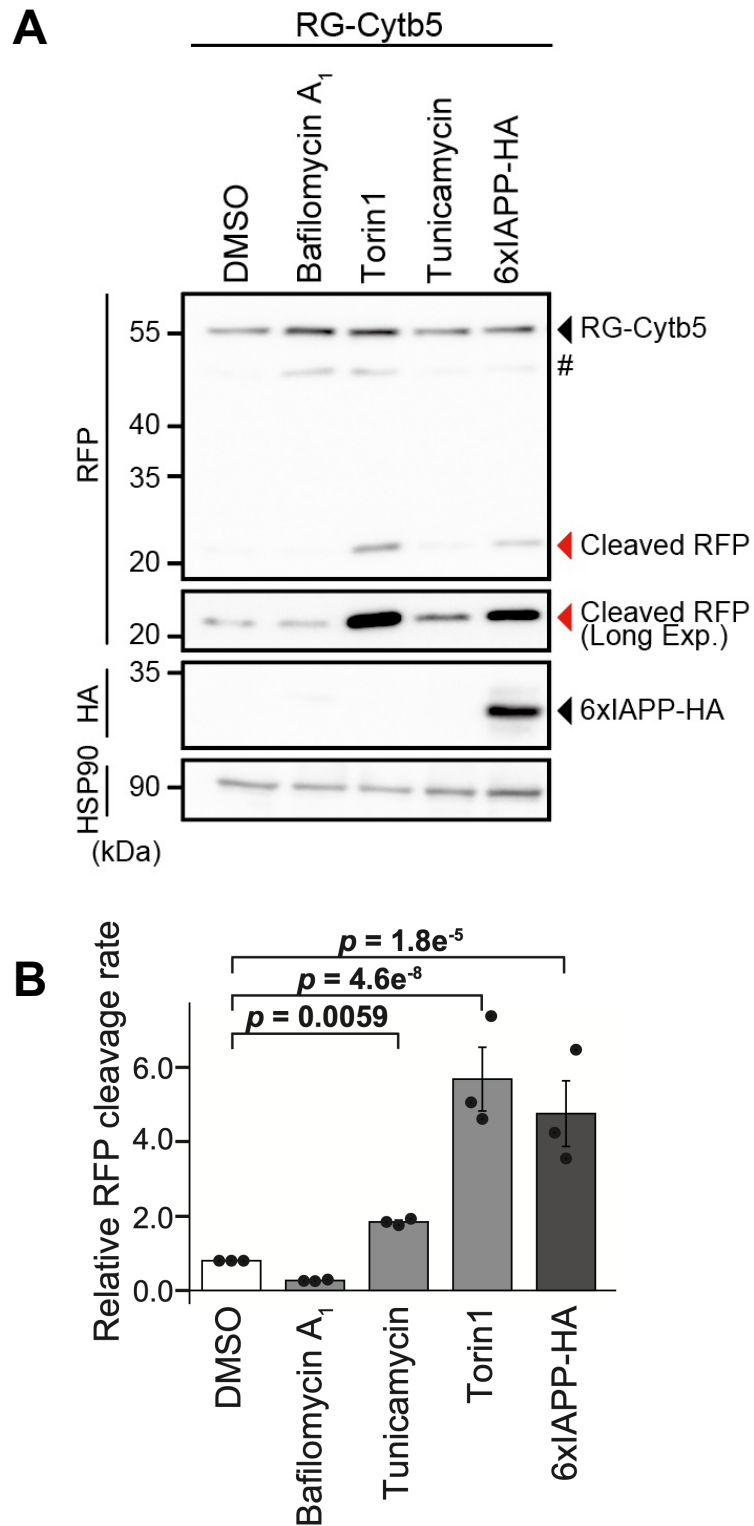 A
RG-Cytb5
DMSO
Bafilomycin A1
Torin1
Tunicamycin
6xIAPP-HA
RFP
55
RG-Cytb5
#
40
35
20
Cleaved RFP
20
Cleaved RFP
(Long Exp.)
HA
35
6xIAPP-HA
HSP90
90
(kDa)
B
Relative RFP cleavage rate
p = 1.8e-5
p = 4.6e-8
p = 0.0059
6.0
4.0
2.0
0.0
DMSO
Bafilomycin A1
Tunicamycin
Torin1
6xIAPP-HA